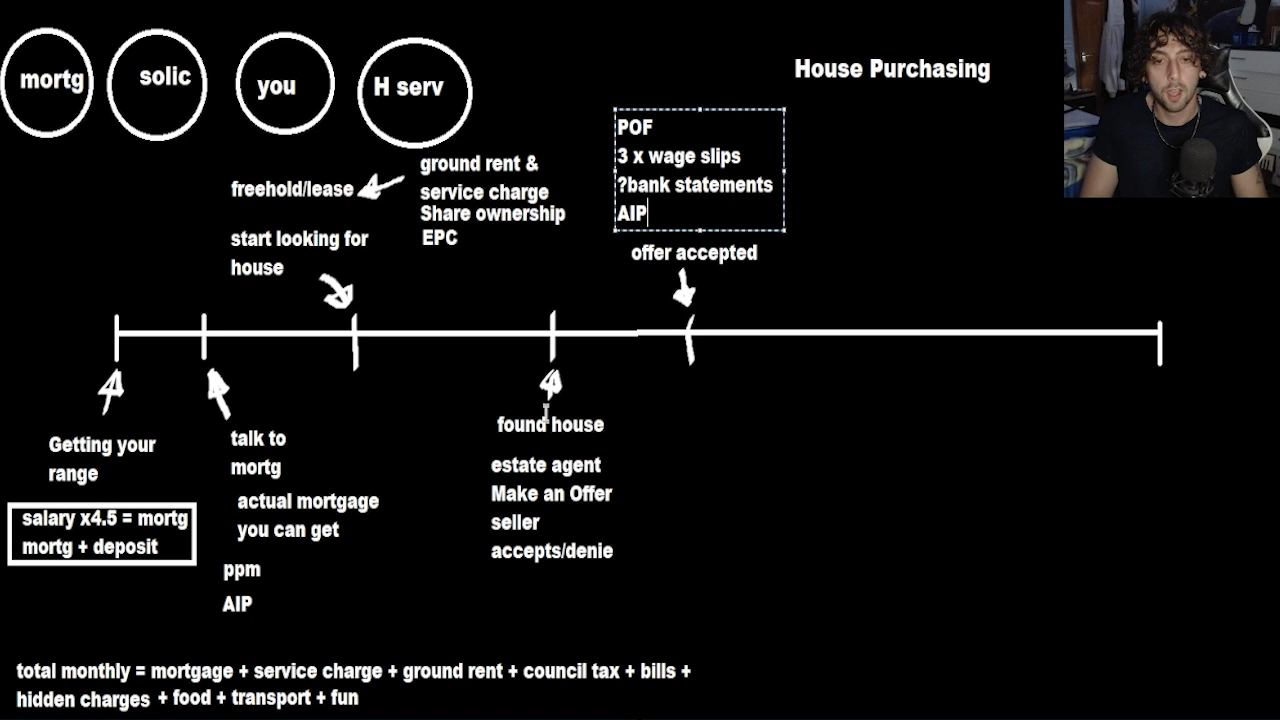 mortg
solic
you
H serv
House Purchasing
POF
3 x wage slips
?bank statements
AIP
offer accepted
ground rent &
service charge
Share ownership
EPC
freehold/lease
start looking for
house
Getting your
range
salary x4.5 = mortg
mortg + deposit
talk to
mortg
actual mortgage
you can get
ppm
AIP
found house
estate agent
Make an Offer
seller
accepts/denie
total monthly = mortgage + service charge + ground rent + council tax + bills +
hidden charges + food + transport + fun